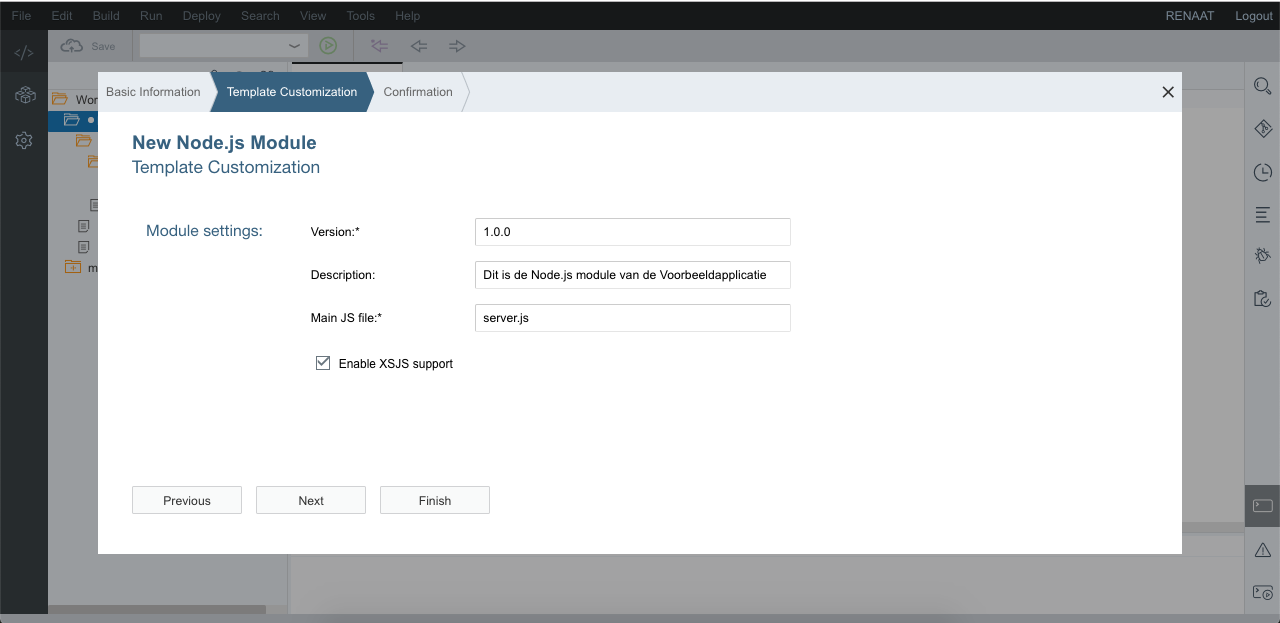 File Edit Build Run Deploy Search View Tools Help RENAAT Logout
Save
Basic Information Template Customization Confirmation
Wor
New Node.js Module
Template Customization
Module settings: Version:* 1.0.0
Description: Dit is de Node.js module van de Voorbeeldapplicatie
Main JS file:* server.js
m
Enable XSJS support
Previous Next Finish